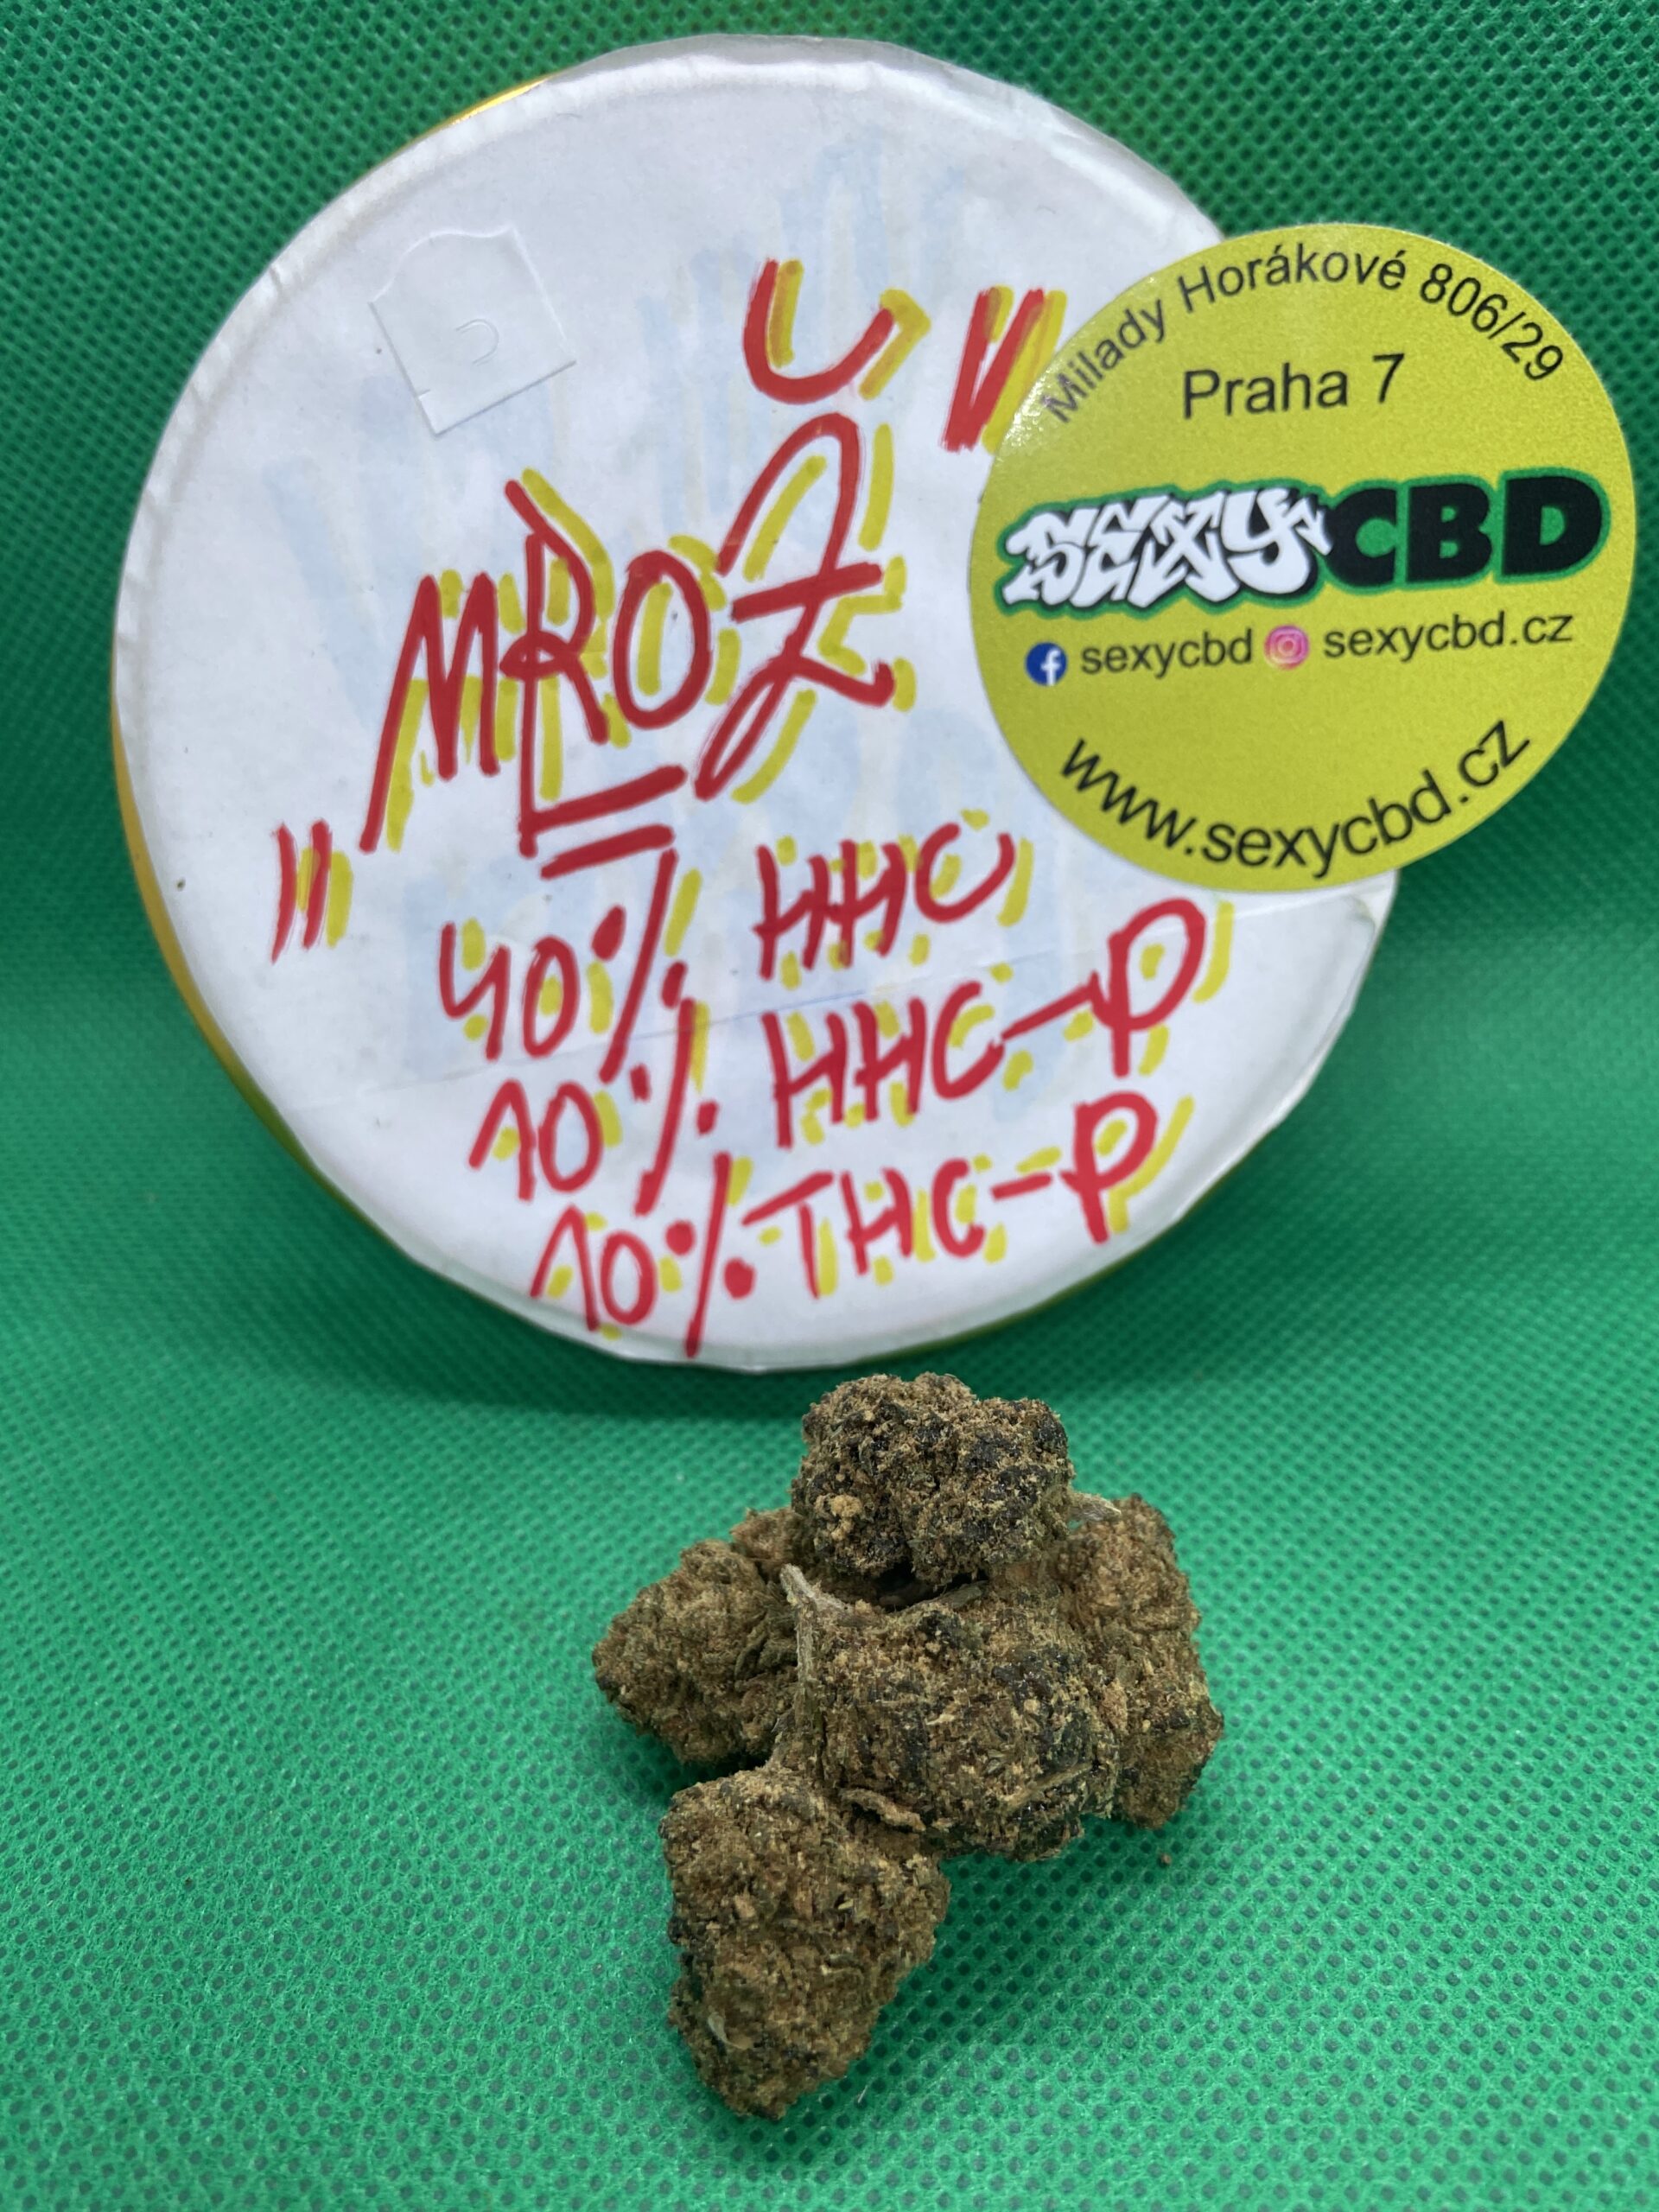 „MROŽ"
40% HHC
10% HHC-P
10% THC-P
Milady Horákové 806/29
Praha 7
SEXY CBD
sexycbd sexycbd.cz
www.sexycbd.cz